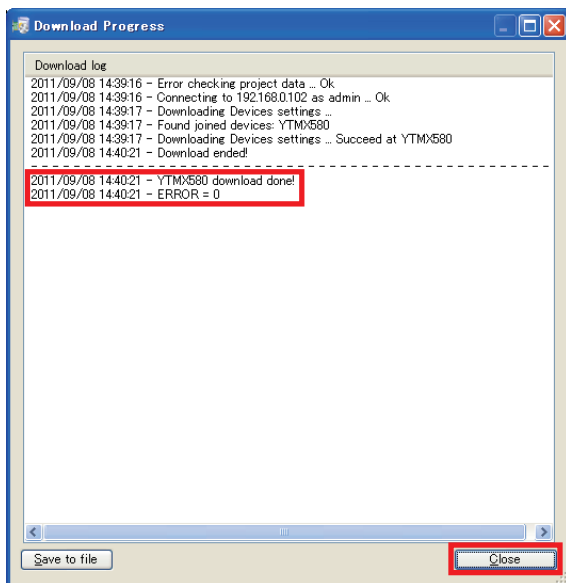 Download Progress
Download log
2011/09/08 14:39:16 - Error checking project data ... Ok
2011/09/08 14:39:16 - Connecting to 192.168.0.102 as admin ... Ok
2011/09/08 14:39:17 - Downloading Devices settings ...
2011/09/08 14:39:17 - Found joined devices: YTMX580
2011/09/08 14:39:17 - Downloading Devices settings ... Succeed at YTMX580
2011/09/08 14:40:21 - Download ended!
2011/09/08 14:40:21 - YTMX580 download done!
2011/09/08 14:40:21 - ERROR = 0
Save to file
Close